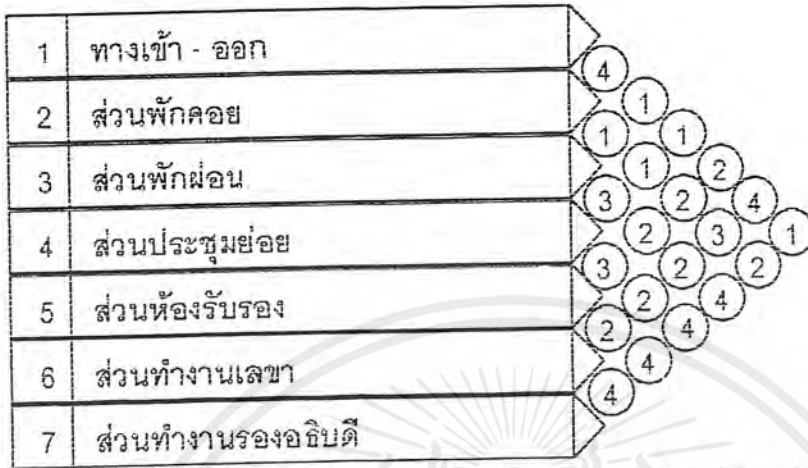 1 ทางเข้า - ออก
4
1
2 ส่วนพักคอย
1 1
1 2
3 ส่วนพักผ่อน
3 2 4
2 3 1
4 ส่วนประชุมย่อย
3 2 2
2 4
5 ส่วนห้องรับรอง
2 4
4
6 ส่วนทำงานเลขา
4
7 ส่วนทำงานรองอธิบดี